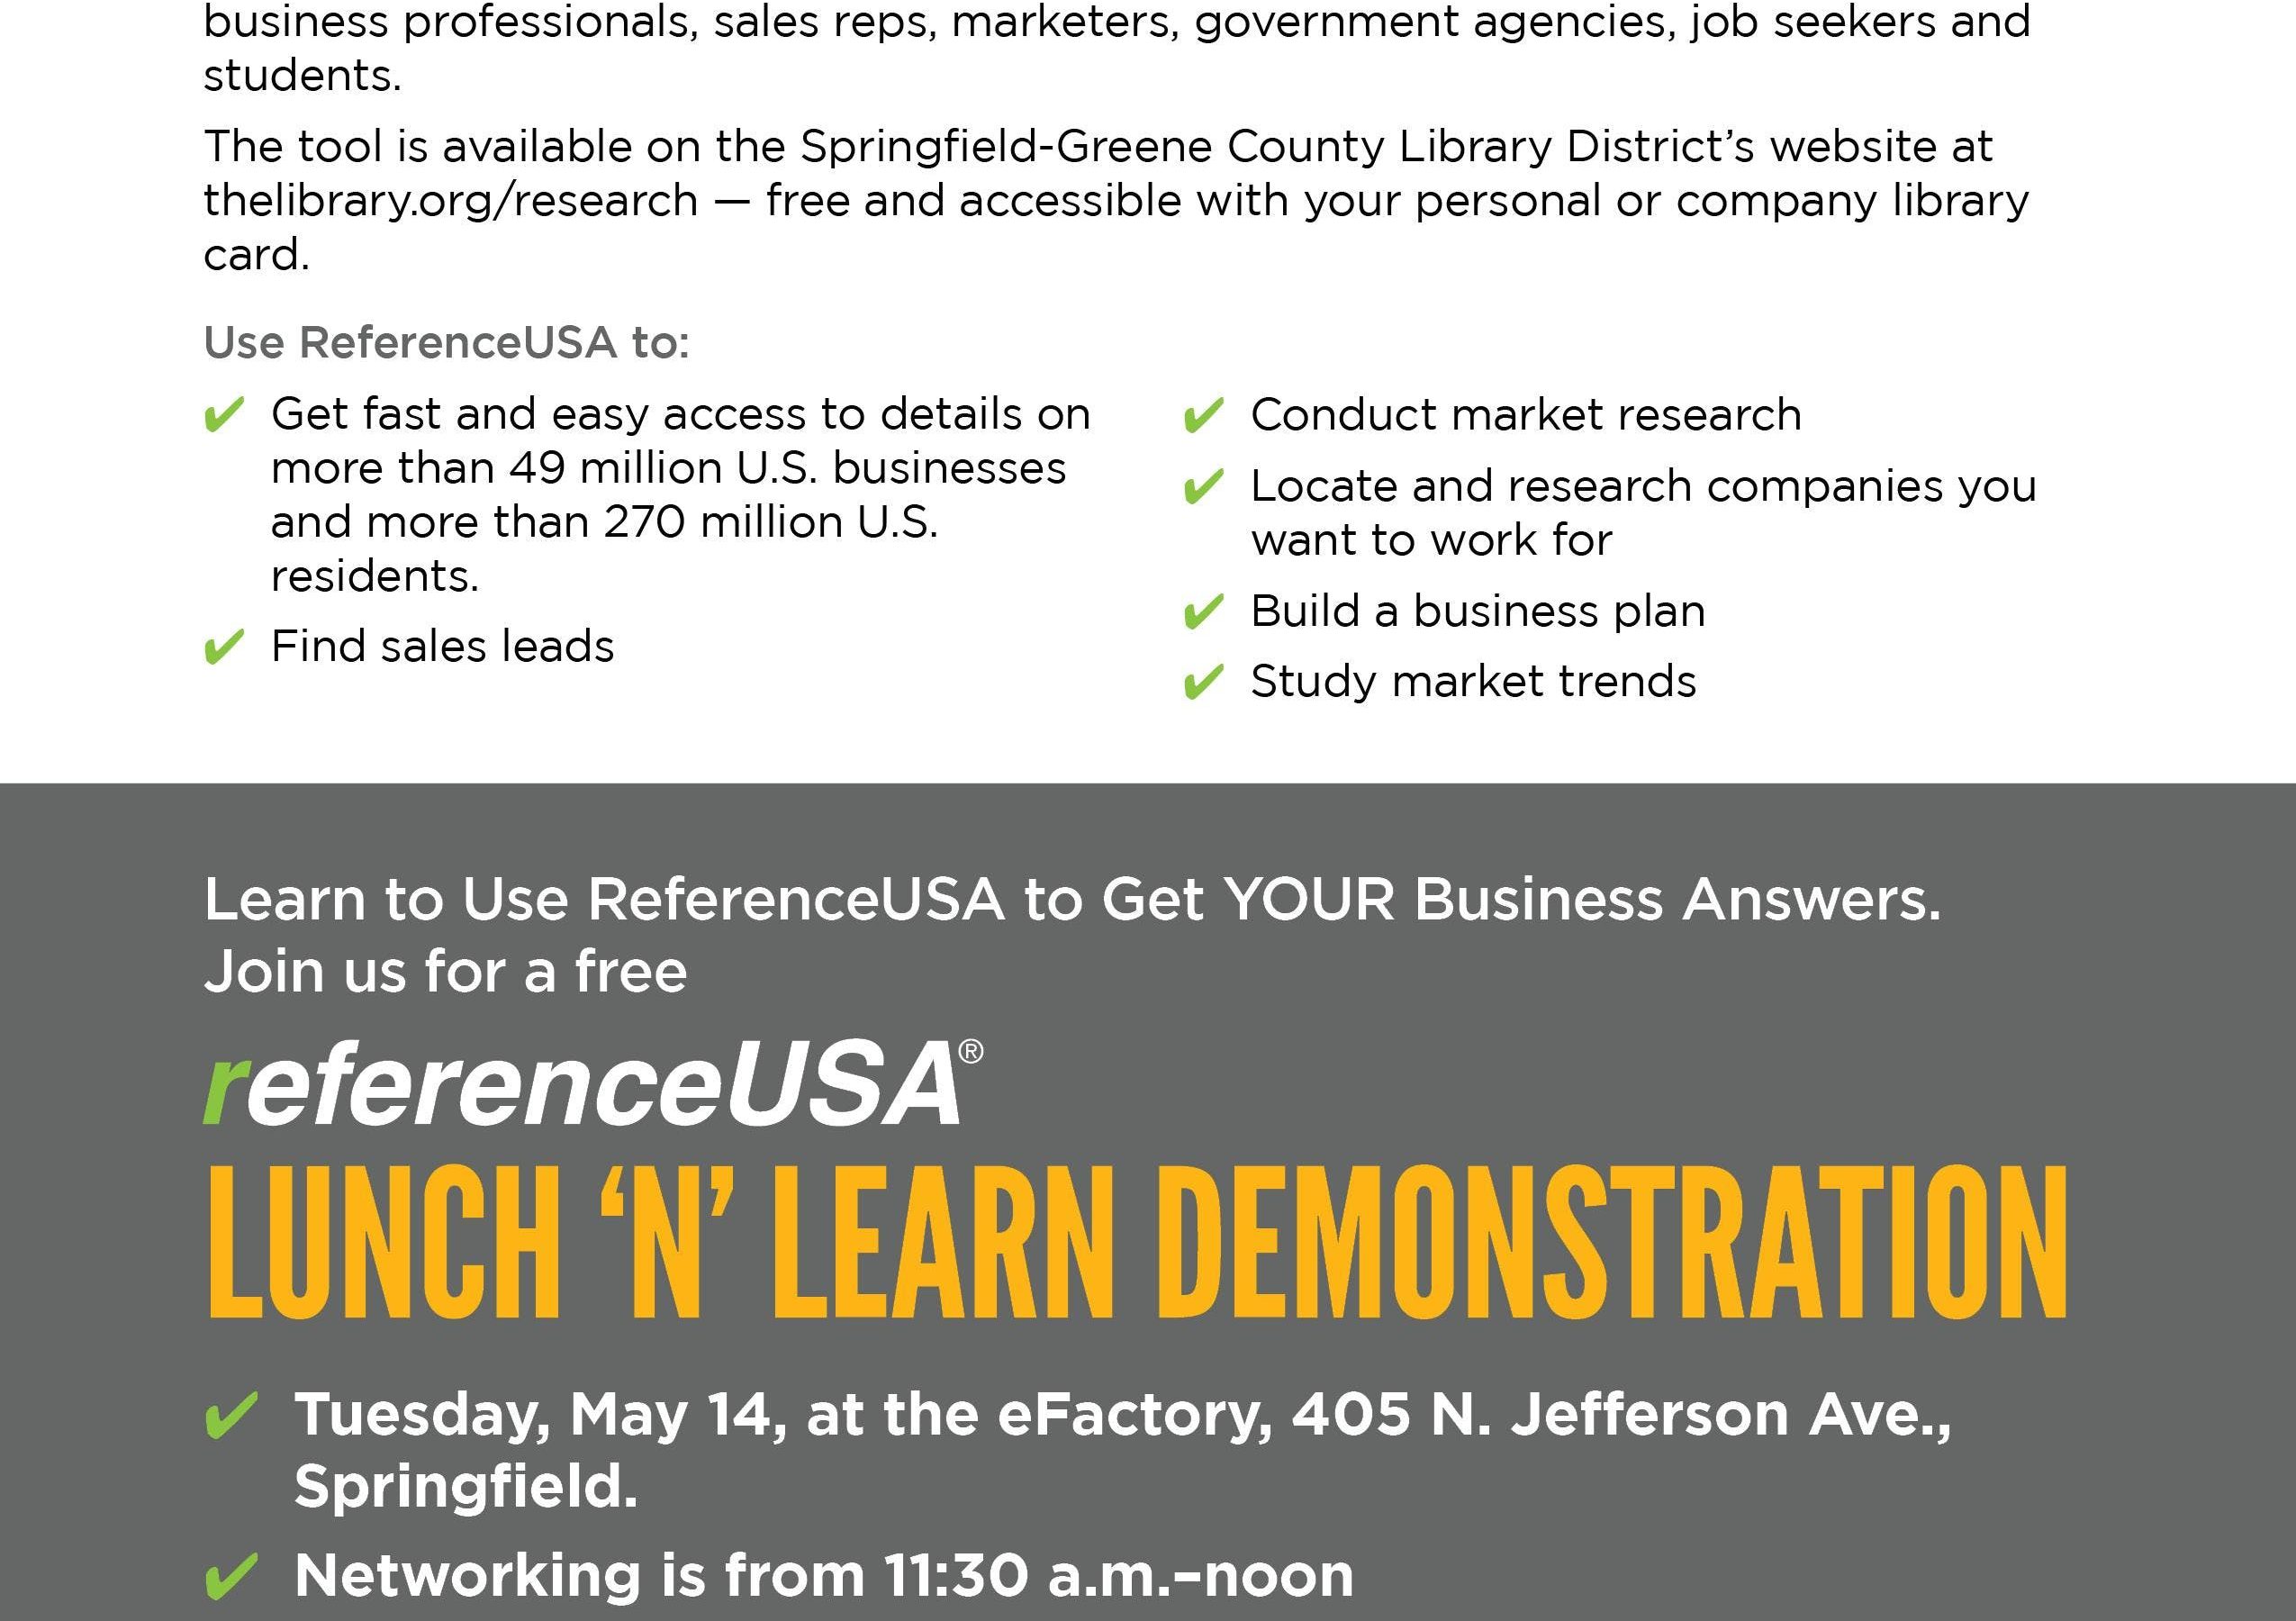 business professionals, sales reps, marketers, government agencies, job seekers and
students.
The tool is available on the Springfield-Greene County Library District’s website at
thelibrary.org/research — free and accessible with your personal or company library
card.
Use ReferenceUSA to:
✔ Get fast and easy access to details on
more than 49 million U.S. businesses
and more than 270 million U.S.
residents.
✔ Find sales leads
✔ Conduct market research
✔ Locate and research companies you
want to work for
✔ Build a business plan
✔ Study market trends
Learn to Use ReferenceUSA to Get YOUR Business Answers.
Join us for a free
referenceUSA®
LUNCH ‘N’ LEARN DEMONSTRATION
✔ Tuesday, May 14, at the eFactory, 405 N. Jefferson Ave.,
Springfield.
✔ Networking is from 11:30 a.m.–noon